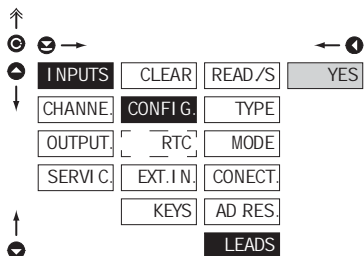 INPUTS CLEAR READ/S YES
CHANNE. CONFIG. TYPE
OUTPUT. RTC MODE
SERVIC. EXT.IN. CONECT.
KEYS AD RES.
LEADS